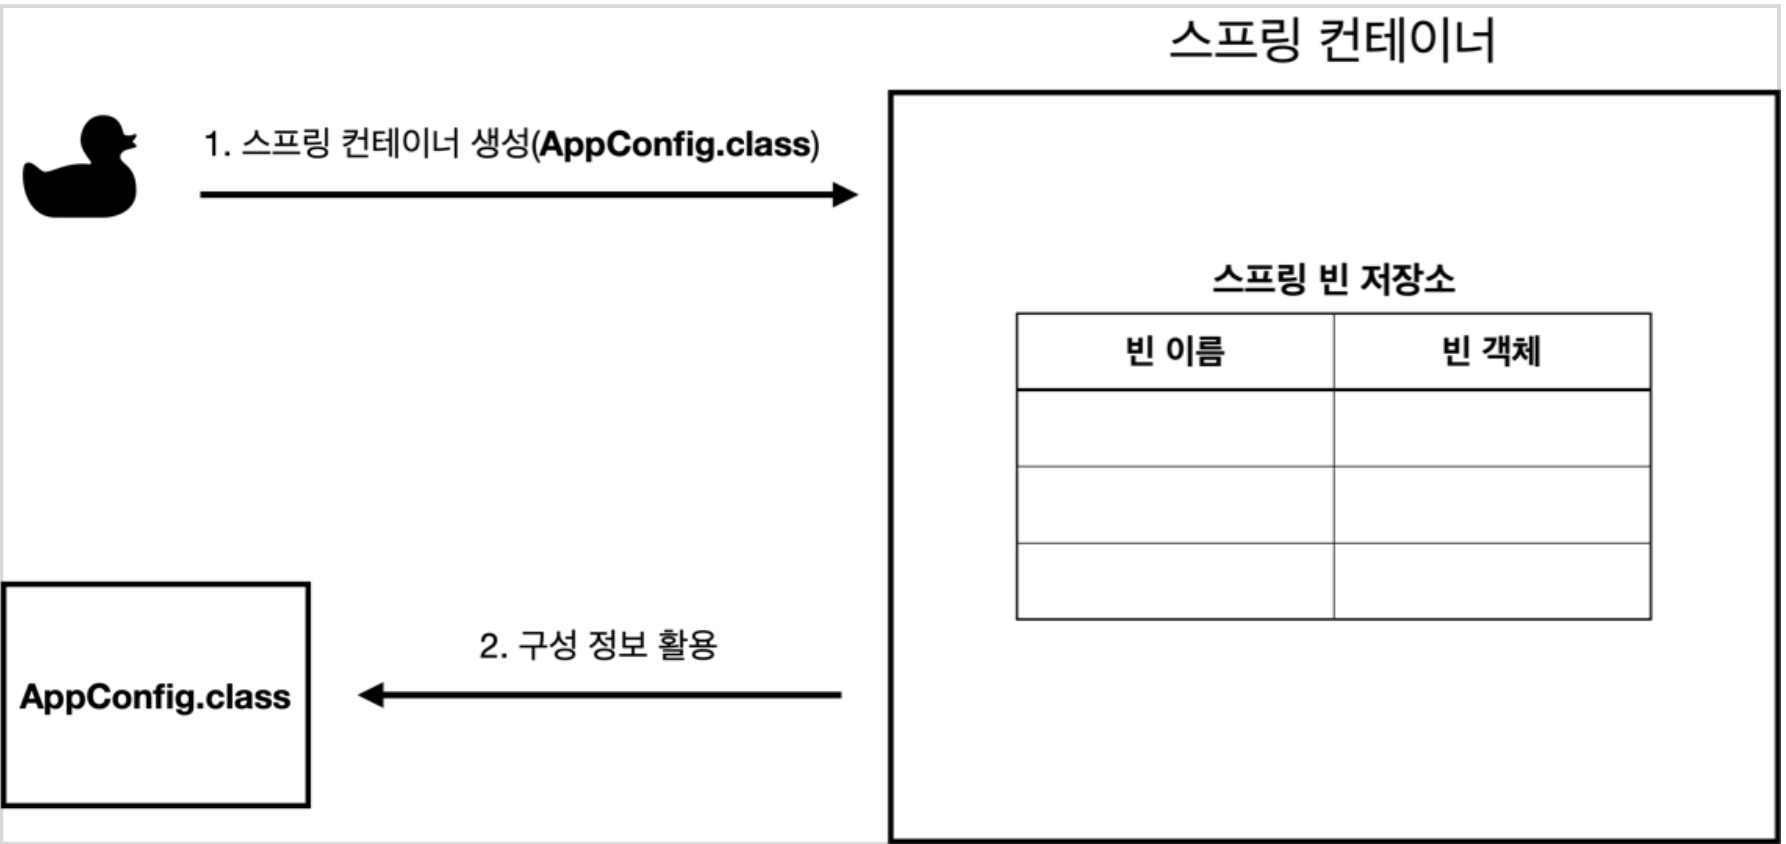 스프링 컨테이너
1. 스프링 컨테이너 생성(AppConfig.class)
스프링 빈 저장소
빈 이름
빈 객체
2. 구성 정보 활용
AppConfig.class